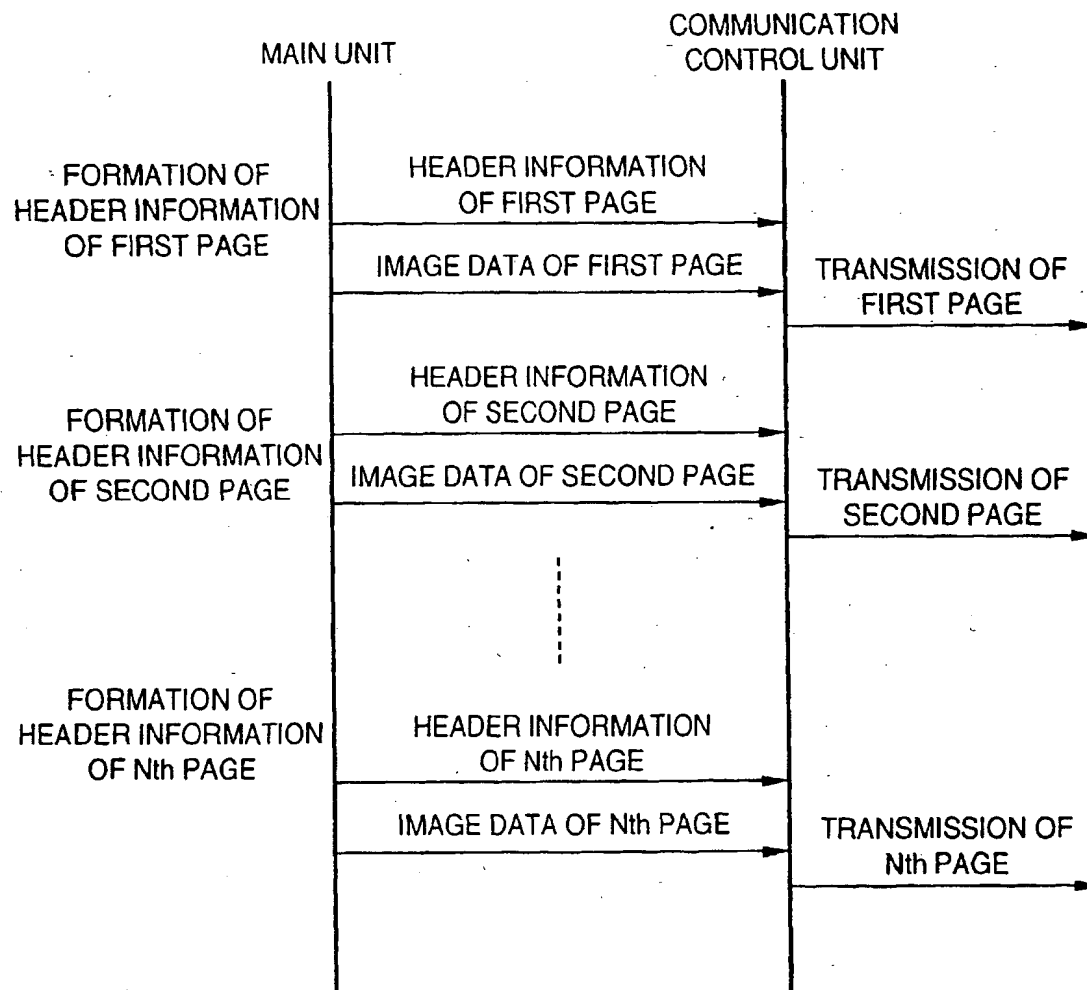 MAIN UNIT
COMMUNICATION
CONTROL UNIT
FORMATION OF
HEADER INFORMATION
OF FIRST PAGE
HEADER INFORMATION
OF FIRST PAGE
IMAGE DATA OF FIRST PAGE
TRANSMISSION OF
FIRST PAGE
FORMATION OF
HEADER INFORMATION
OF SECOND PAGE
HEADER INFORMATION
OF SECOND PAGE
IMAGE DATA OF SECOND PAGE
TRANSMISSION OF
SECOND PAGE
FORMATION OF
HEADER INFORMATION
OF Nth PAGE
HEADER INFORMATION
OF Nth PAGE
IMAGE DATA OF Nth PAGE
TRANSMISSION OF
Nth PAGE